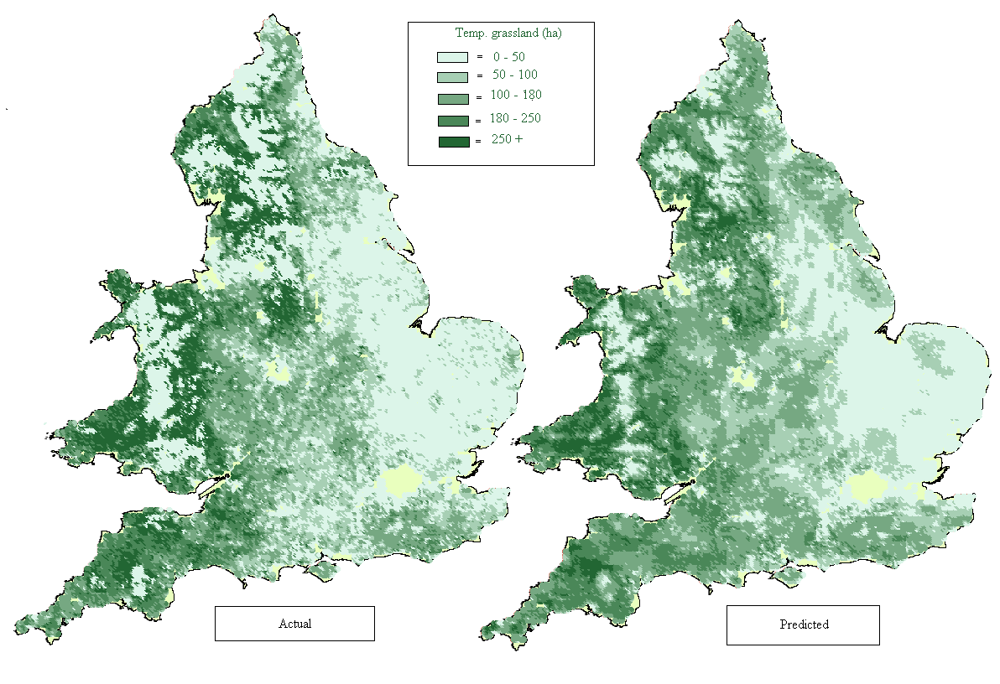 Temp. grassland (ha)
= 0 - 50
= 50 - 100
= 100 - 180
= 180 - 250
= 250 +
Actual
Predicted